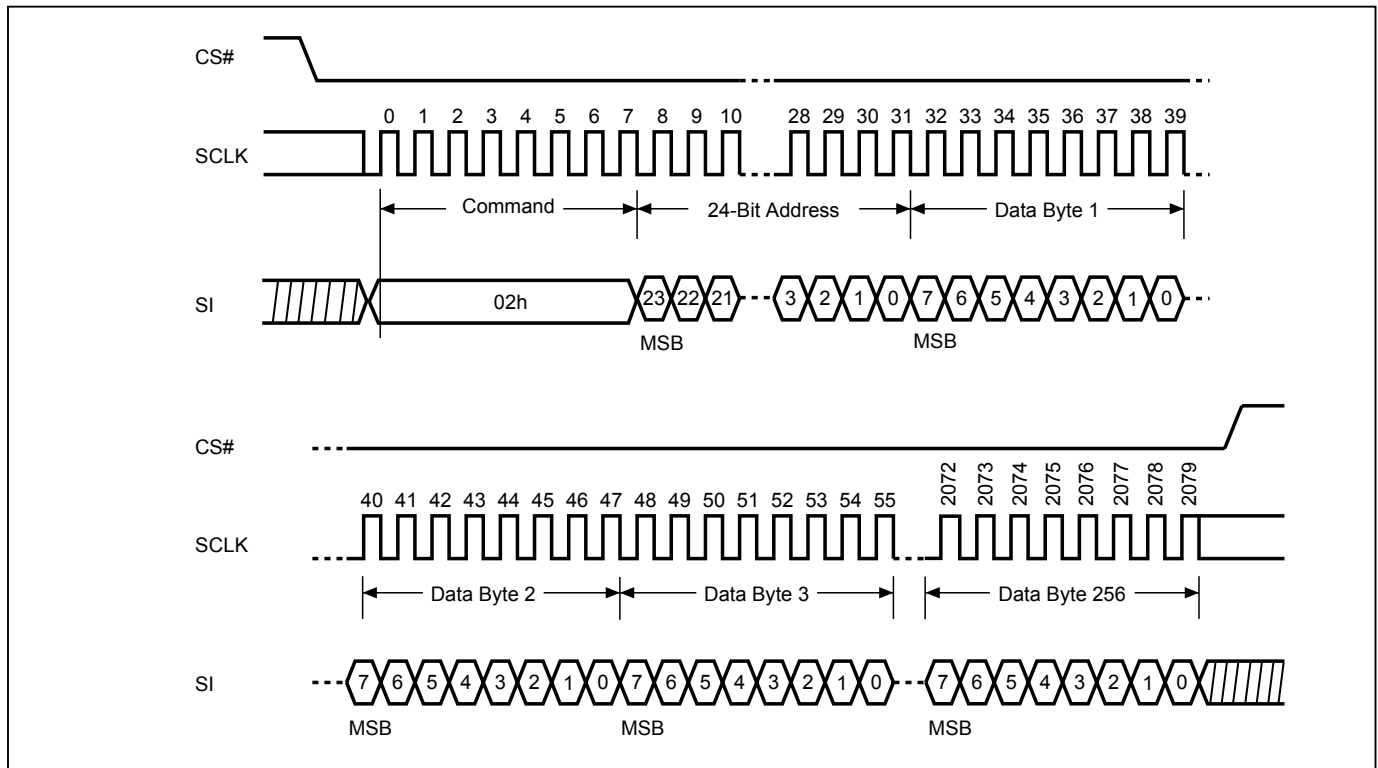 CS#
0 1 2 3 4 5 6 7 8 9 10 28 29 30 31 32 33 34 35 36 37 38 39
SCLK
Command 24-Bit Address Data Byte 1
SI 02h 23 22 21 3 2 1 0 7 6 5 4 3 2 1 0
MSB MSB
CS#
40 41 42 43 44 45 46 47 48 49 50 51 52 53 54 55 2072 2073 2074 2075 2076 2077 2078 2079
SCLK
Data Byte 2 Data Byte 3 Data Byte 256
SI 7 6 5 4 3 2 1 0 7 6 5 4 3 2 1 0 7 6 5 4 3 2 1 0
MSB MSB MSB